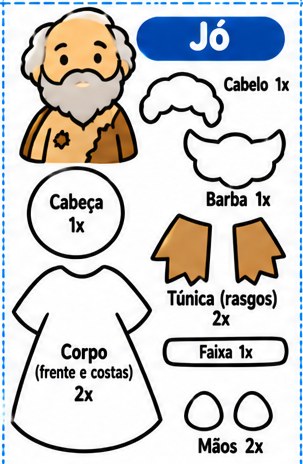 Jó
Cabelo 1x
Barba 1x
Cabeça
1x
Túnica (rasgos)
2x
Corpo
(frente e costas)
2x
Faixa 1x
Mãos 2x